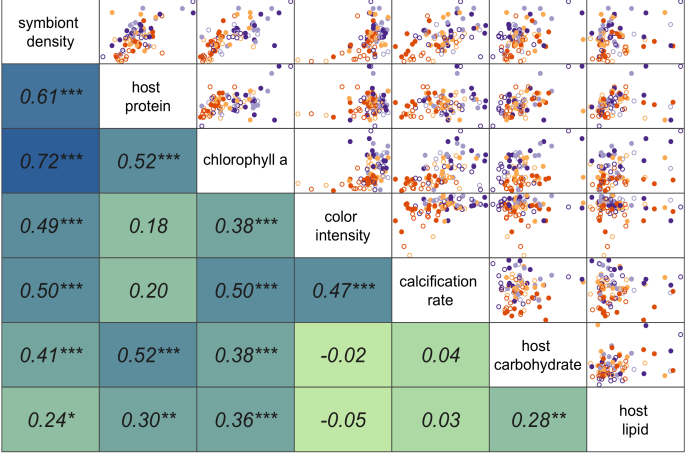 symbiont
density
0.61***
host
protein
0.72***
0.52***
chlorophyll a
0.49***
0.18
0.38***
color
intensity
0.50***
0.20
0.50***
0.47***
calcification
rate
0.41***
0.52***
0.38***
-0.02
0.04
host
carbohydrate
0.24*
0.30**
0.36***
-0.05
0.03
0.28**
host
lipid